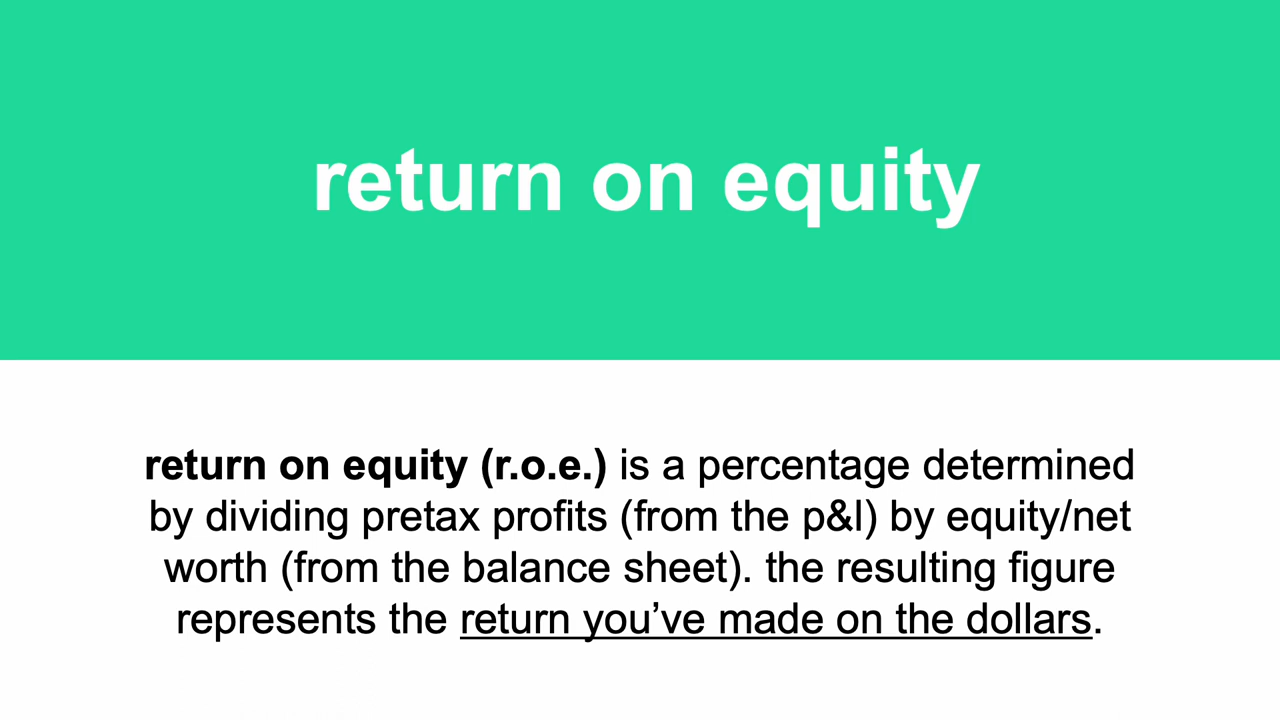 return on equity
return on equity (r.o.e.) is a percentage determined
by dividing pretax profits (from the p&l) by equity/net
worth (from the balance sheet). the resulting figure
represents the return you’ve made on the dollars.